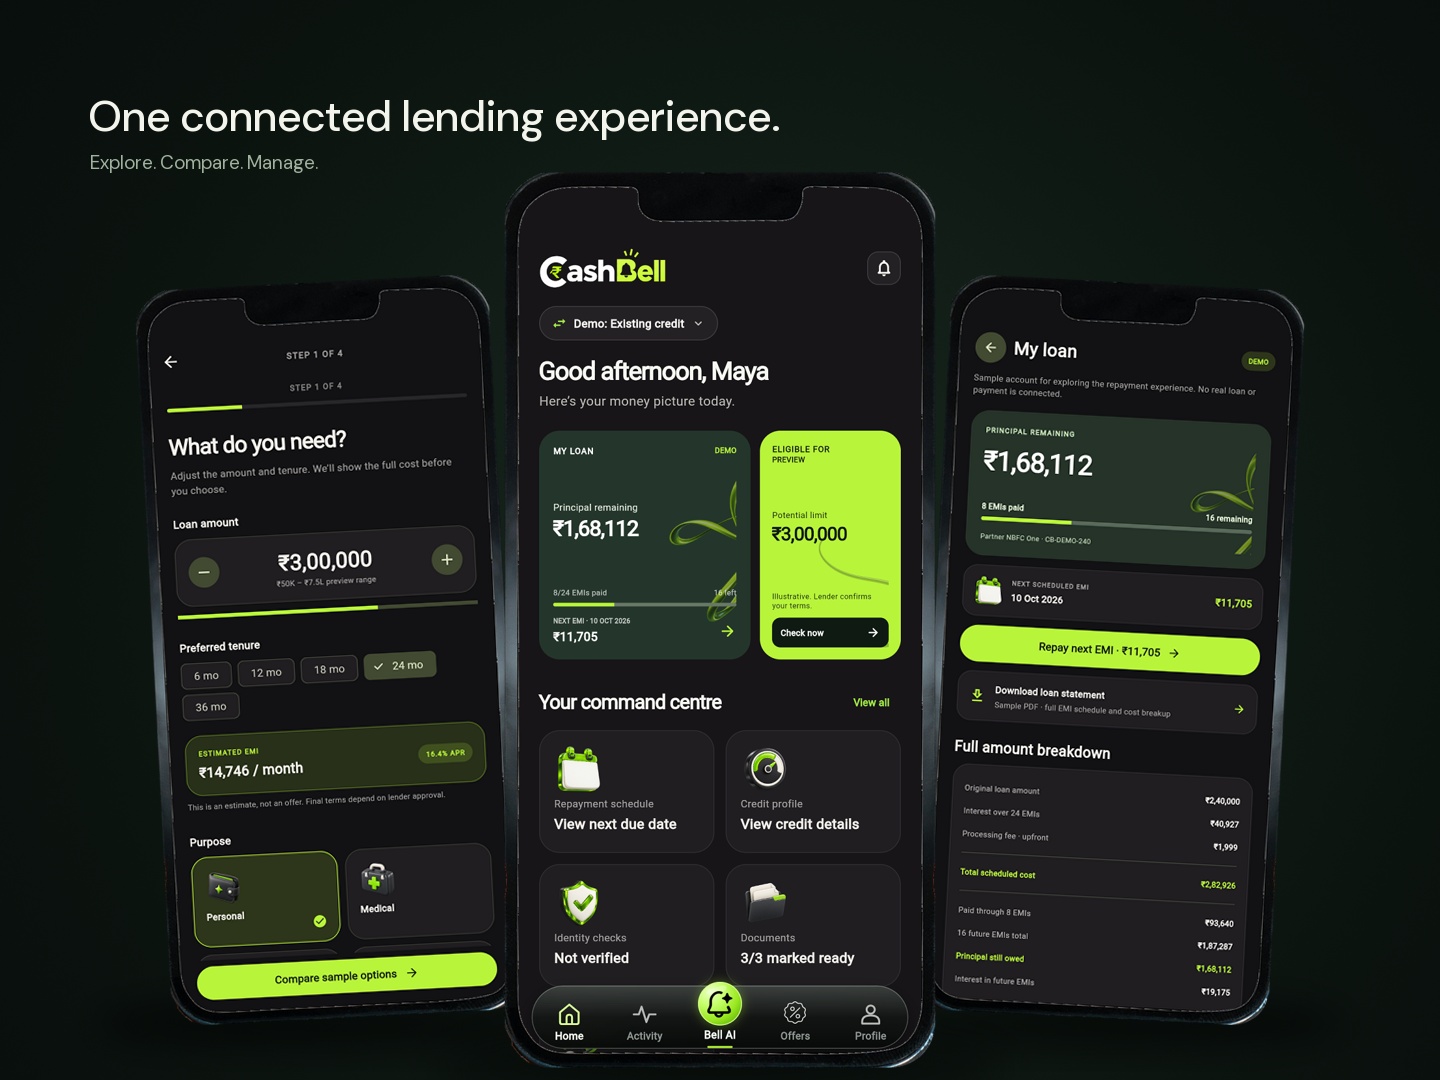 One connected lending experience.
Explore. Compare. Manage.
STEP 1 OF 4
STEP 1 OF 4
What do you need?
Adjust the amount and tenure. We'll show the full cost before
you choose.
Loan amount
₹3,00,000
₹50K – ₹7.5L preview range
Preferred tenure
6 mo
12 mo
18 mo
24 mo
36 mo
ESTIMATED EMI
₹14,746 / month
16.4% APR
This is an estimate, not an offer. Final terms depend on lender approval.
Purpose
Personal
Medical
Compare sample options
CashBell
Demo: Existing credit
Good afternoon, Maya
Here's your money picture today.
MY LOAN
DEMO
Principal remaining
₹1,68,112
8/24 EMIs paid
16 left
NEXT EMI · 10 OCT 2026
₹11,705
ELIGIBLE FOR
PREVIEW
Potential limit
₹3,00,000
Illustrative. Lender confirms
your terms.
Check now
Your command centre
View all
Repayment schedule
View next due date
Credit profile
View credit details
Identity checks
Not verified
Documents
3/3 marked ready
Home
Activity
Bell AI
Offers
Profile
My loan
DEMO
Sample account for exploring the repayment experience. No real loan or
payment is connected.
PRINCIPAL REMAINING
₹1,68,112
8 EMIs paid
16 remaining
Partner NBFC One · CB-DEMO-240
NEXT SCHEDULED EMI
10 Oct 2026
₹11,705
Repay next EMI · ₹11,705
Download loan statement
Sample PDF · full EMI schedule and cost breakup
Full amount breakdown
Original loan amount
₹2,40,000
Interest over 24 EMIs
₹40,927
Processing fee · upfront
₹1,999
Total scheduled cost
₹2,82,926
Paid through 8 EMIs
₹93,640
16 future EMIs total
₹1,87,287
Principal still owed
₹1,68,112
Interest in future EMIs
₹19,175